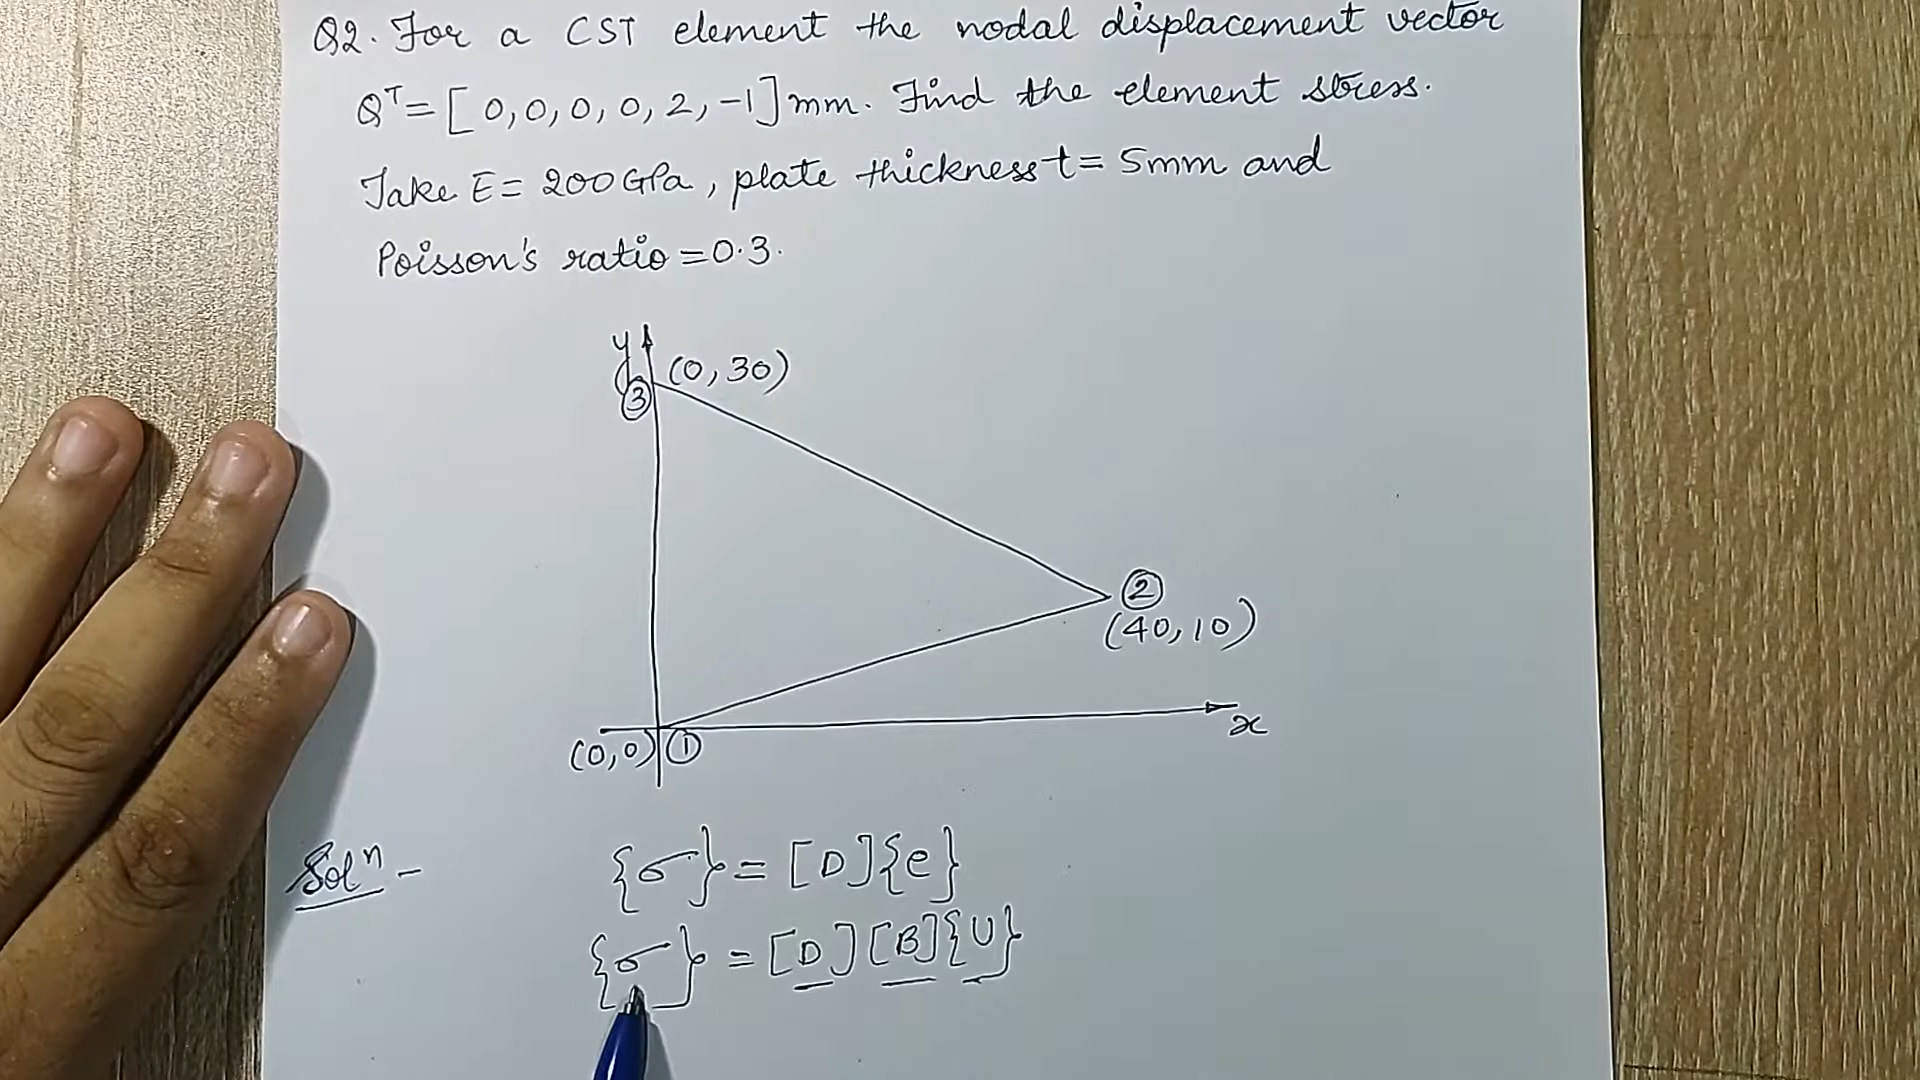 Q2. For a CST element the nodal displacement vector
Qᵀ = [0,0,0,0,2,-1]mm. Find the element stress.
Take E = 200GPa, plate thickness t = 5mm and
Poisson's ratio = 0.3.
y
(0,30)
③
②
(40,10)
x
(0,0) ①
Solⁿ -
{σ} = [D]{e}
{σ} = [D][B]{U}